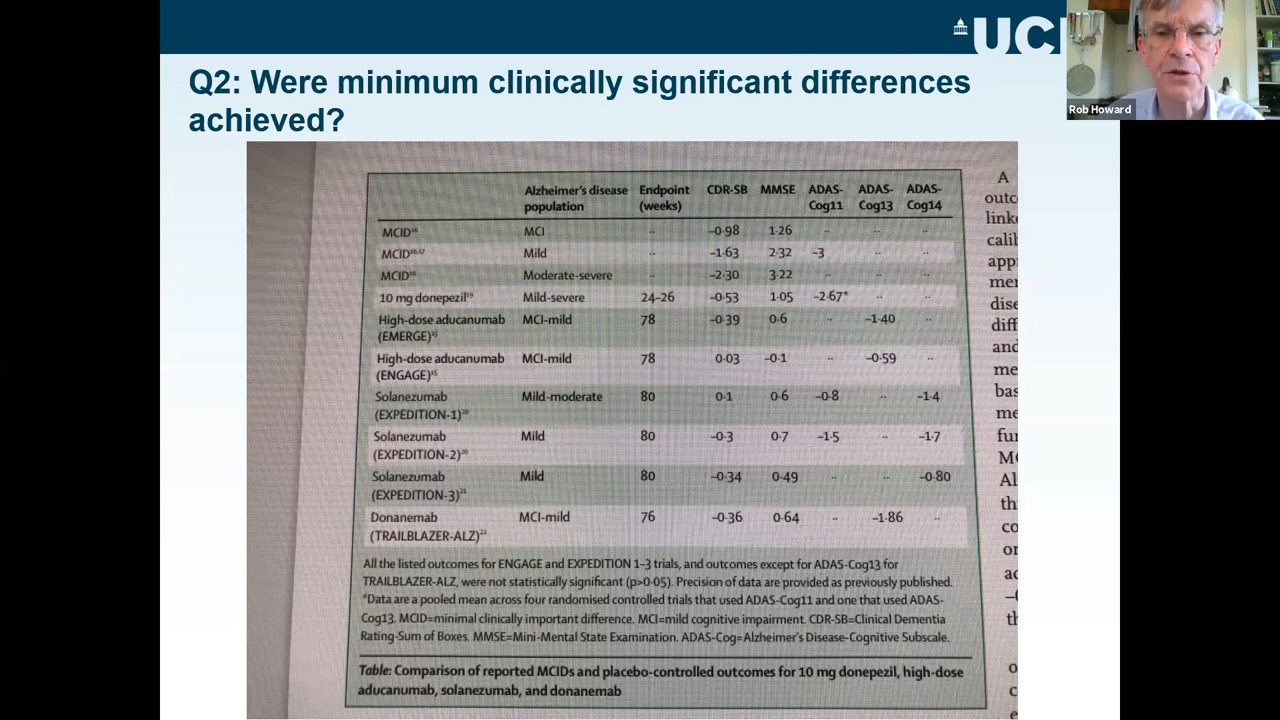 UCL
Rob Howard
Q2: Were minimum clinically significant differences
achieved?
Alzheimer's disease population Endpoint (weeks) CDR-SB MMSE ADAS-Cog11 ADAS-Cog13 ADAS-Cog14
MCID¹⁸ MCI ·· −0·98 1·26 ·· ·· ··
MCID¹⁶,¹⁷ Mild ·· −1·63 2·32 −3 ·· ··
MCID Moderate-severe ·· −2·30 3·22 ·· ·· ··
10 mg donepezil¹⁹ Mild-severe 24–26 −0·53 1·05 −2·67* ·· ··
High-dose aducanumab (EMERGE)¹⁵ MCI-mild 78 −0·39 0·6 ·· −1·40 ··
High-dose aducanumab (ENGAGE)¹⁵ MCI-mild 78 0·03 −0·1 ·· −0·59 ··
Solanezumab (EXPEDITION-1)²⁰ Mild-moderate 80 0·1 0·6 −0·8 ·· −1·4
Solanezumab (EXPEDITION-2)²⁰ Mild 80 −0·3 0·7 −1·5 ·· −1·7
Solanezumab (EXPEDITION-3)²¹ Mild 80 −0·34 0·49 ·· ·· −0·80
Donanemab (TRAILBLAZER-ALZ)²² MCI-mild 76 −0·36 0·64 ·· −1·86 ··
All the listed outcomes for ENGAGE and EXPEDITION 1–3 trials, and outcomes except for ADAS-Cog13 for
TRAILBLAZER-ALZ, were not statistically significant (p>0·05). Precision of data are provided as previously published.
*Data are a pooled mean across four randomised controlled trials that used ADAS-Cog11 and one that used ADAS-
Cog13. MCID=minimal clinically important difference. MCI=mild cognitive impairment. CDR-SB=Clinical Dementia
Rating-Sum of Boxes. MMSE=Mini-Mental State Examination. ADAS-Cog=Alzheimer's Disease-Cognitive Subscale.
Table: Comparison of reported MCIDs and placebo-controlled outcomes for 10 mg donepezil, high-dose
aducanumab, solanezumab, and donanemab